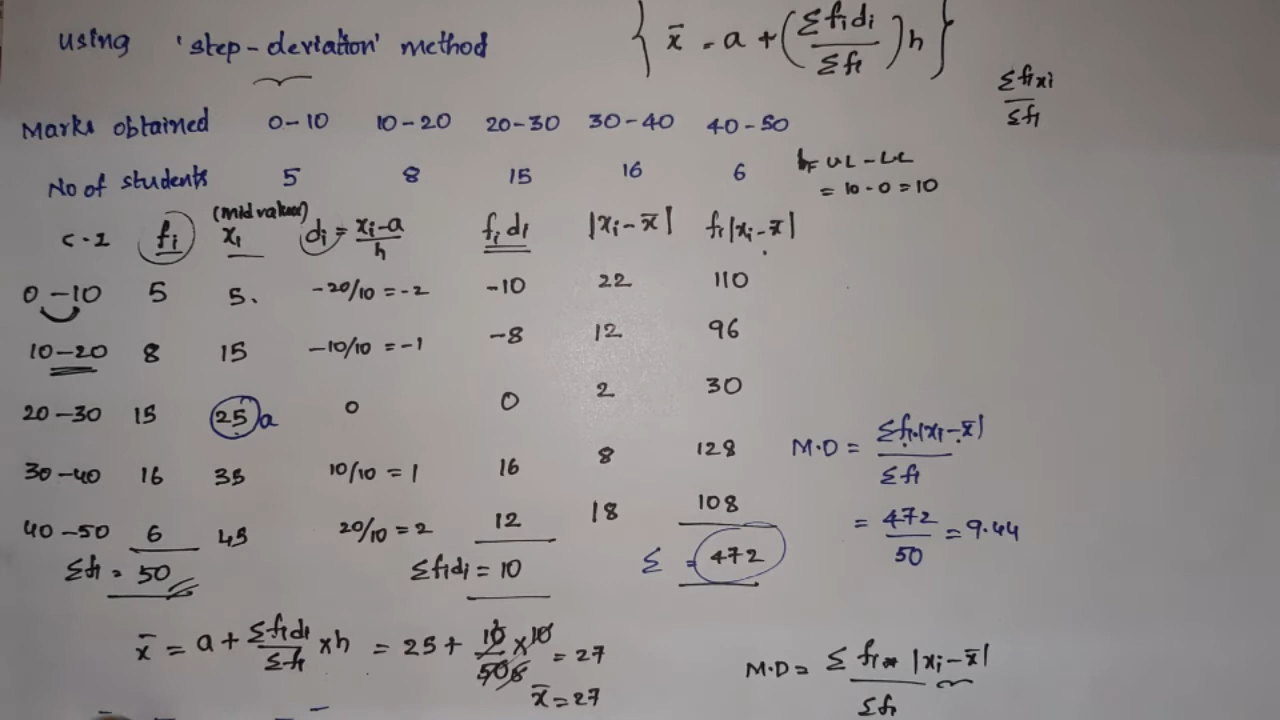 using 'step-deviation' method { x̄ = a + (Σfidi / Σfi) h }
Σfixi / Σfi
Marks obtained 0-10 10-20 20-30 30-40 40-50
No of students 5 8 15 16 6
h= UL - LL
= 10-0 = 10
(mid values)
C.I fi xi di = xi-a / h fi di |xi - x̄| fi |xi - x̄|
0-10 5 5. -20/10 = -2 -10 22 110
10-20 8 15 -10/10 = -1 -8 12 96
20-30 15 25 a 0 0 2 30
30-40 16 35 10/10 = 1 16 8 128
40-50 6 45 20/10 = 2 12 18 108
Σfi = 50 Σfidi = 10 Σ = 472
M.D = Σfi.|xi - x̄| / Σfi
= 472 / 50 = 9.44
x̄ = a + Σfidi / Σfi × h = 25 + 10 / 50 × 10 = 27
x̄ = 27
M.D = Σ fi |xi - x̄| / Σfi